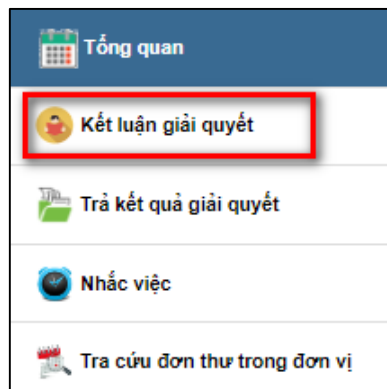 Tổng quan
Kết luận giải quyết
Trả kết quả giải quyết
Nhắc việc
Tra cứu đơn thư trong đơn vị